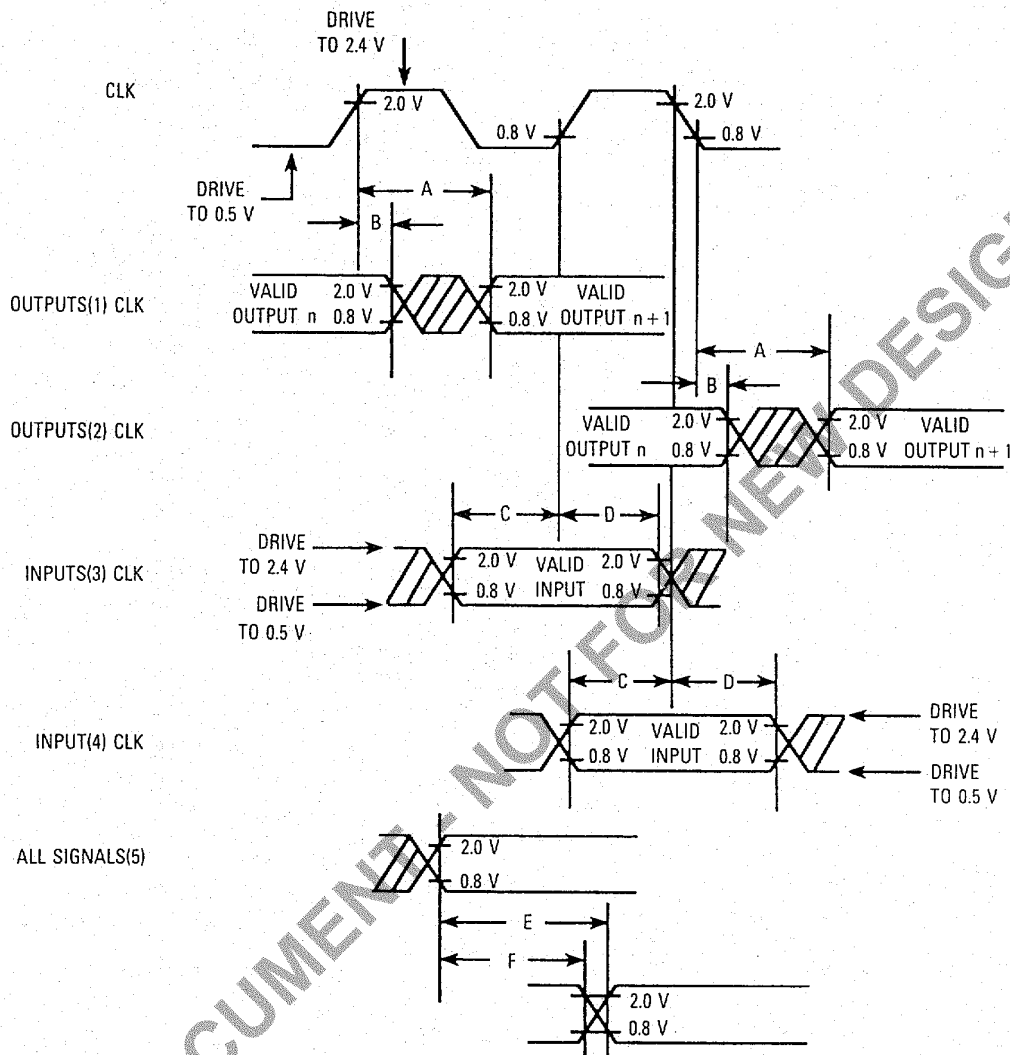 DRIVE
TO 2.4 V
CLK
2.0 V
0.8 V
2.0 V
0.8 V
DRIVE
TO 0.5 V
A
B
OUTPUTS(1) CLK
VALID
OUTPUT n
2.0 V
0.8 V
2.0 V
0.8 V
VALID
OUTPUT n + 1
A
B
OUTPUTS(2) CLK
VALID
OUTPUT n
2.0 V
0.8 V
2.0 V
0.8 V
VALID
OUTPUT n + 1
C
D
INPUTS(3) CLK
DRIVE
TO 2.4 V
DRIVE
TO 0.5 V
2.0 V
0.8 V
VALID
INPUT
2.0 V
0.8 V
C
D
INPUT(4) CLK
2.0 V
0.8 V
VALID
INPUT
2.0 V
0.8 V
DRIVE
TO 2.4 V
DRIVE
TO 0.5 V
ALL SIGNALS(5)
2.0 V
0.8 V
E
F
2.0 V
0.8 V
CUMENT - NOT FOR NEW DESIG